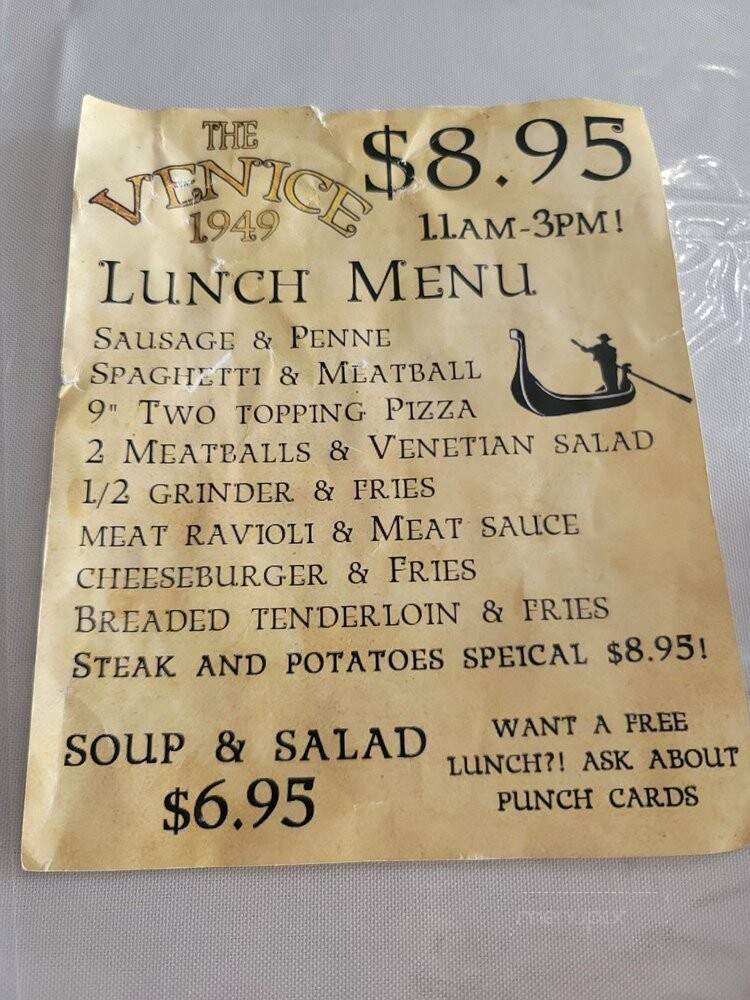 THE
VENICE
1949
$8.95
11AM-3PM!
LUNCH MENU
SAUSAGE & PENNE
SPAGHETTI & MEATBALL
9" TWO TOPPING PIZZA
2 MEATBALLS & VENETIAN SALAD
1/2 GRINDER & FRIES
MEAT RAVIOLI & MEAT SAUCE
CHEESEBURGER & FRIES
BREADED TENDERLOIN & FRIES
STEAK AND POTATOES SPEICAL $8.95!
SOUP & SALAD
$6.95
WANT A FREE
LUNCH?! ASK ABOUT
PUNCH CARDS
menupix